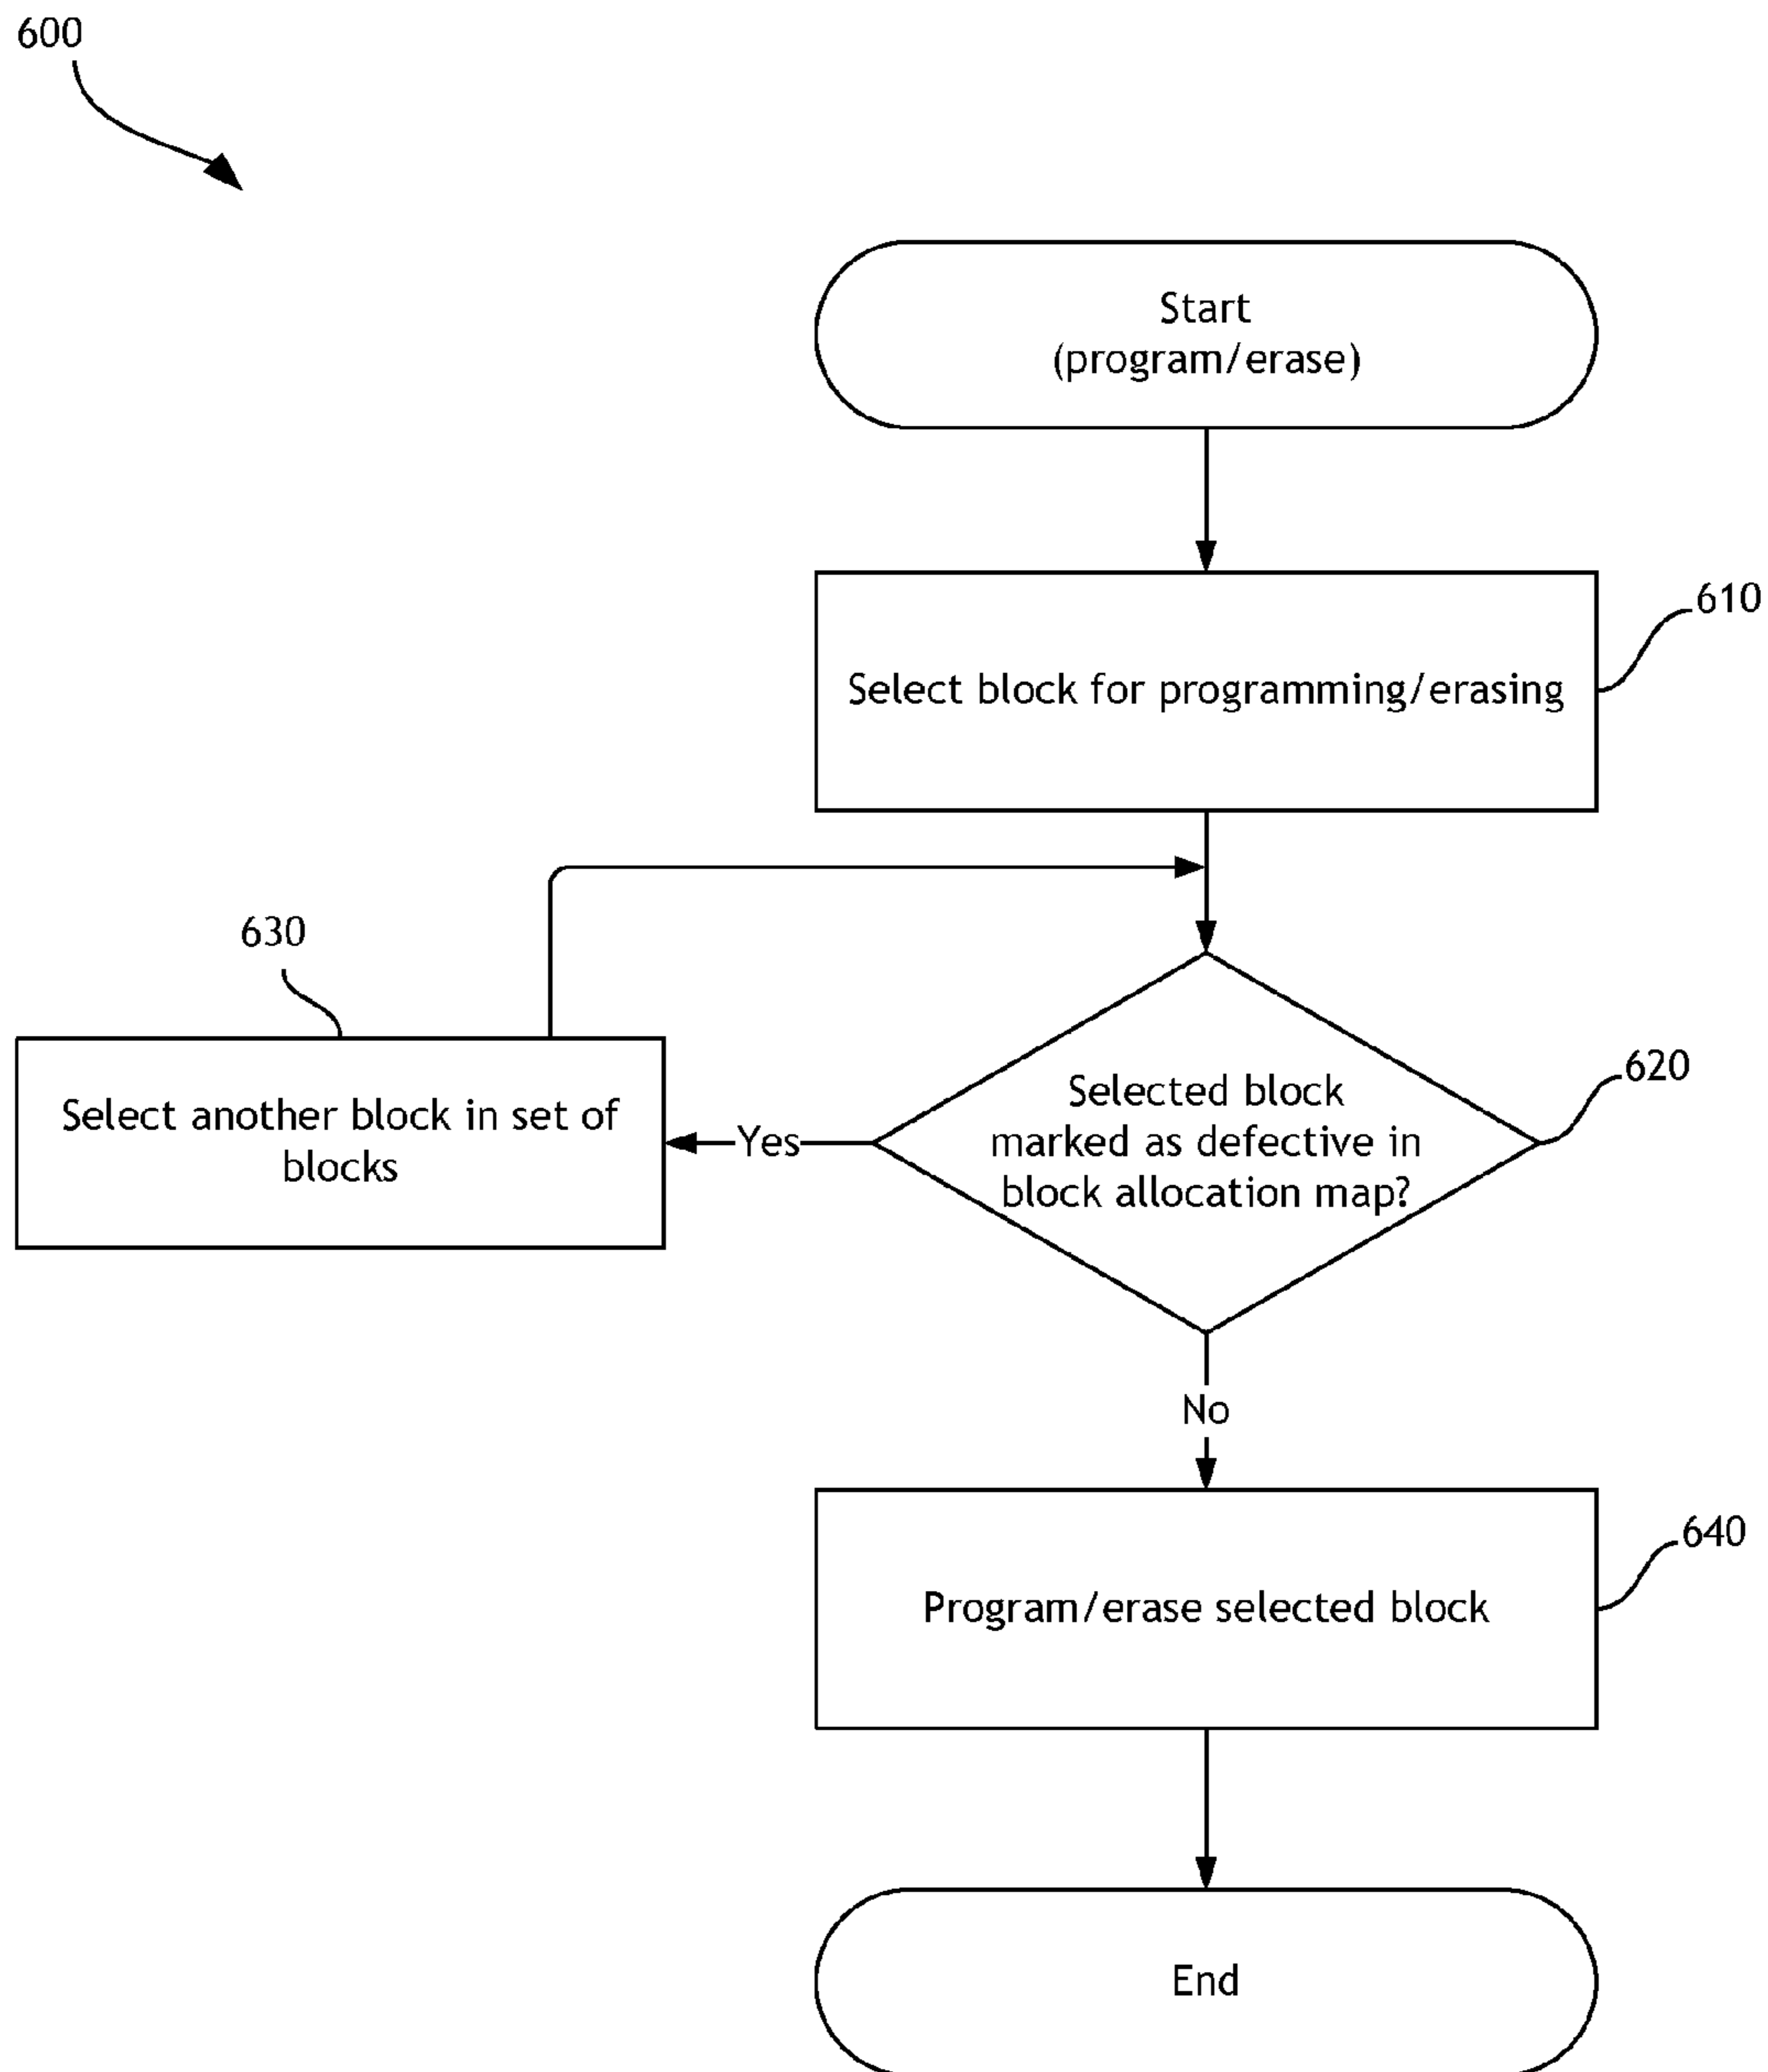 600
Start
(program/erase)
610
Select block for programming/erasing
630
620
Selected block
marked as defective in
block allocation map?
Yes
Select another block in set of
blocks
No
640
Program/erase selected block
End